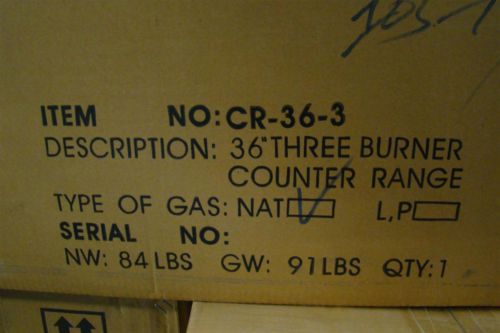 ITEM NO: CR-36-3
DESCRIPTION: 36" THREE BURNER
COUNTER RANGE
TYPE OF GAS: NAT L,P
SERIAL NO:
NW: 84 LBS GW: 91 LBS QTY: 1